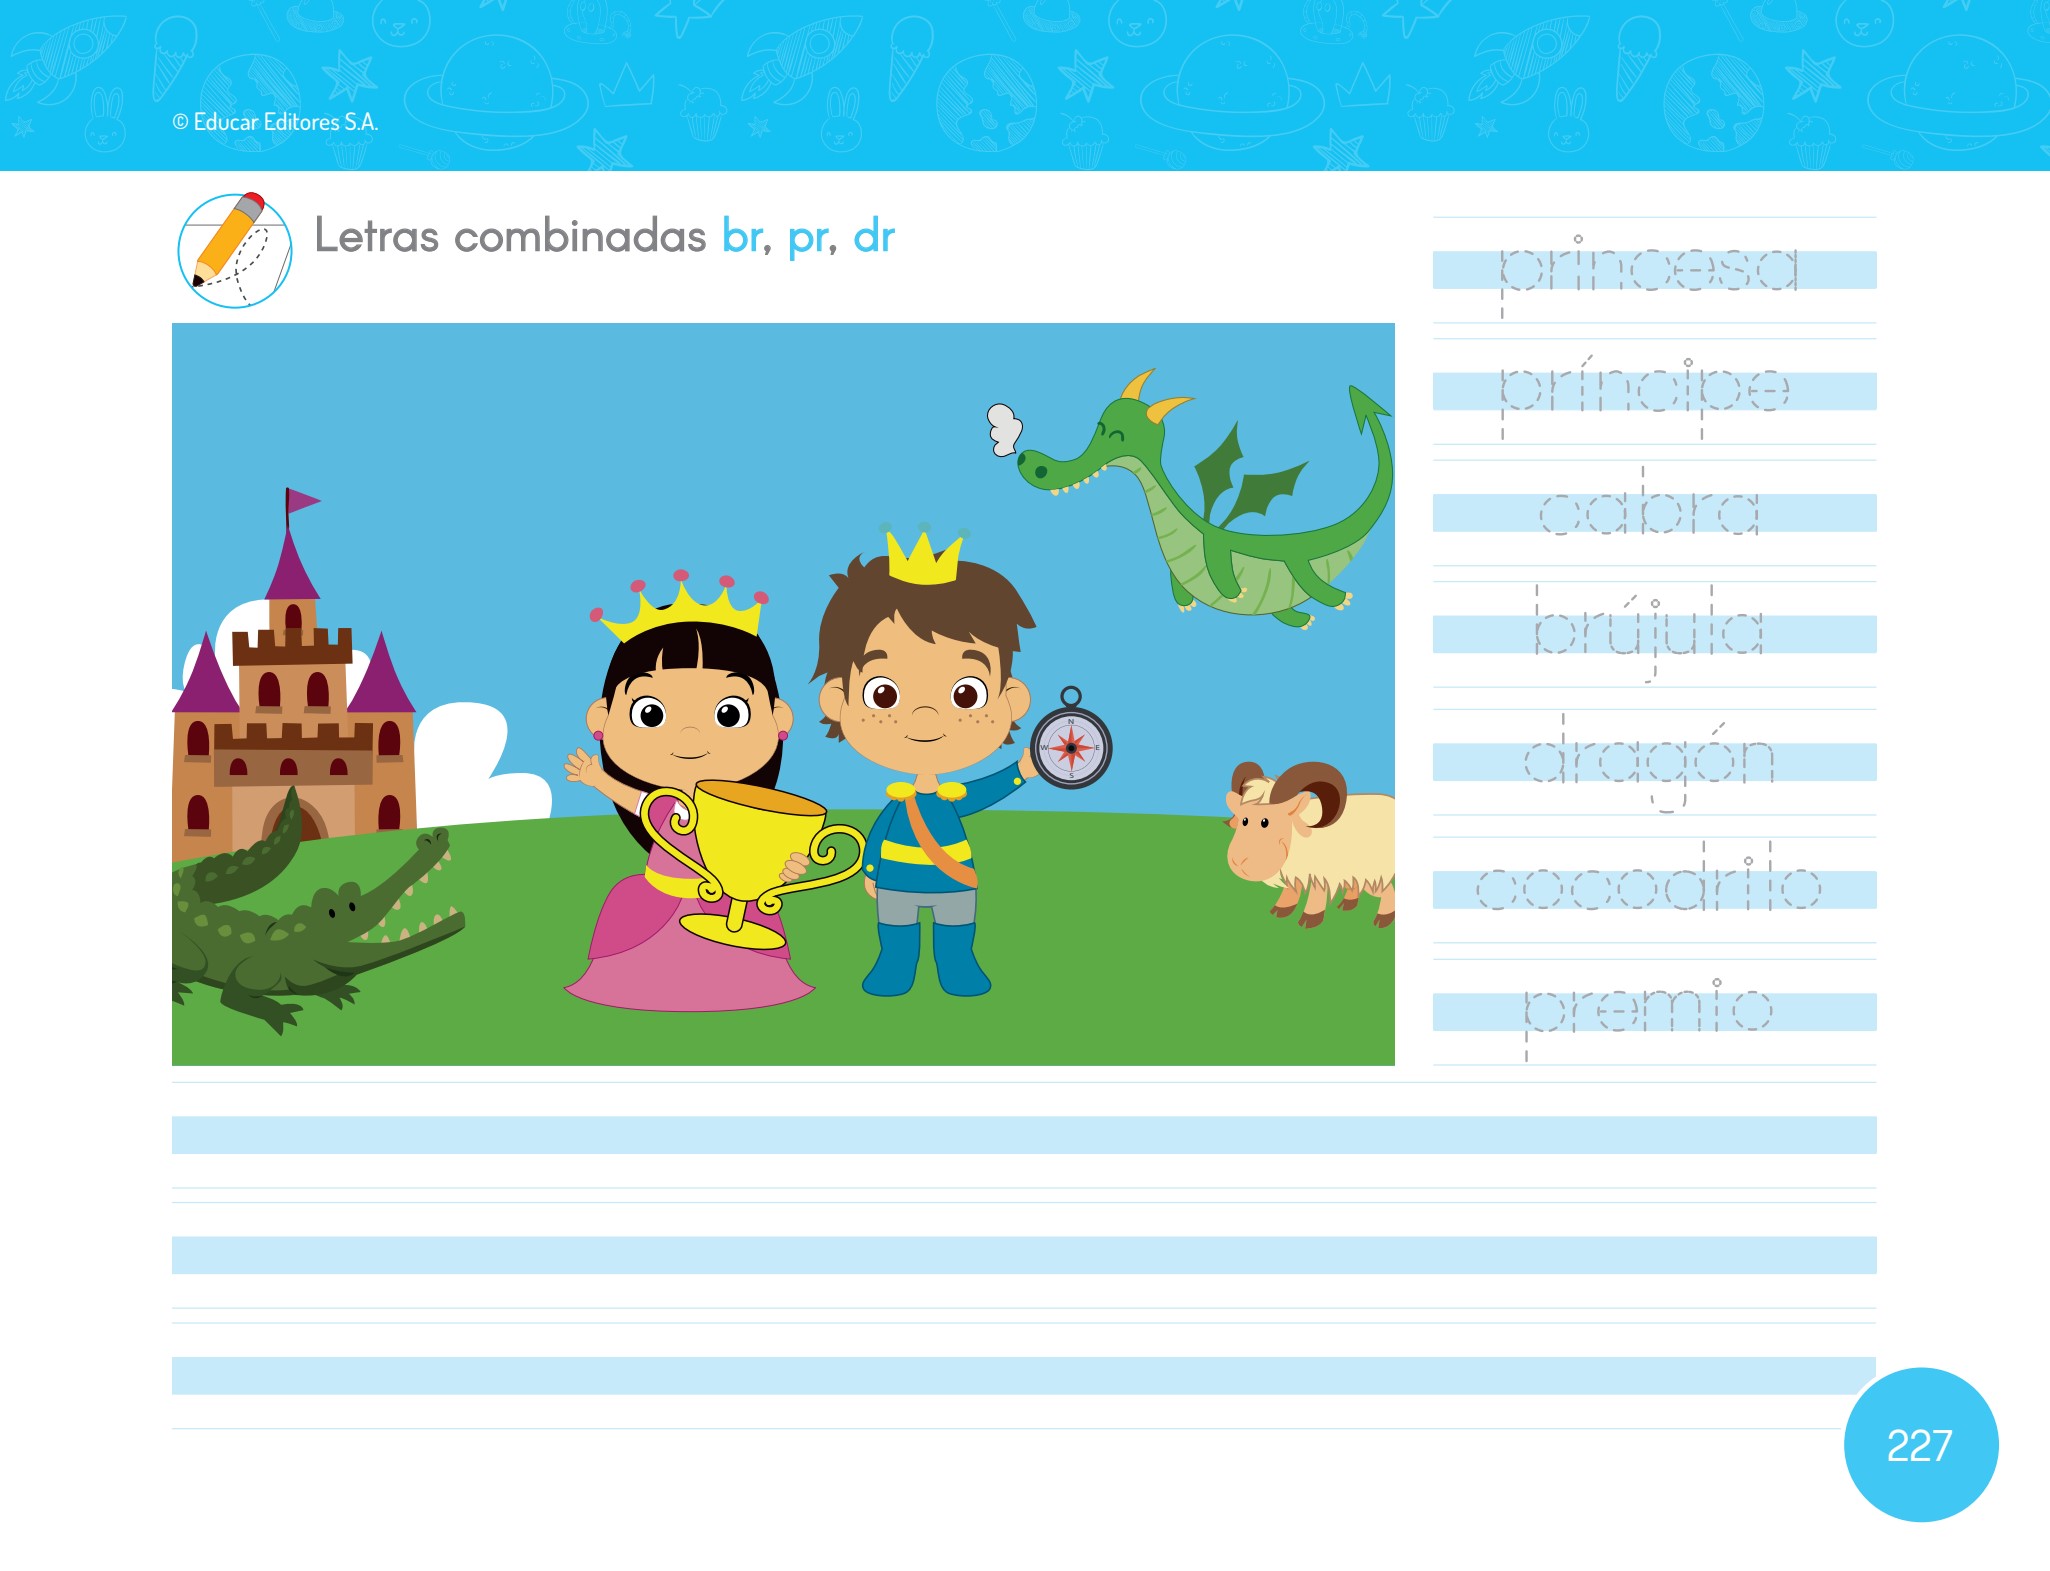 © Educar Editores S.A.
Letras combinadas br, pr, dr
princesa
príncipe
cabra
brújula
dragón
cocodrilo
premio
N
W E
S
227